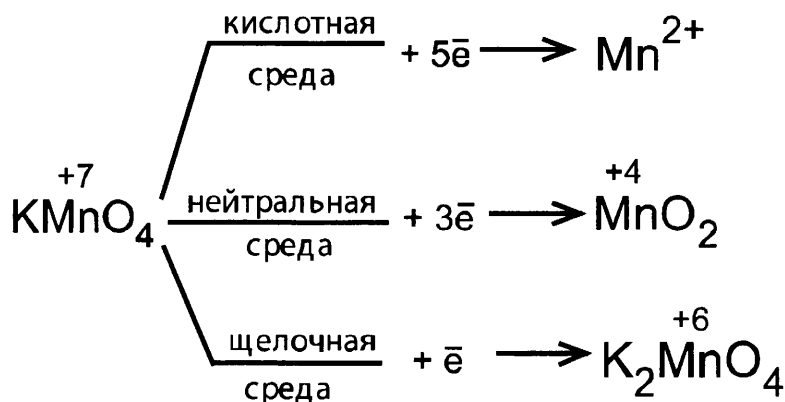 кислотная
среда
+ 5ē → Mn²⁺
+7
KMnO₄
нейтральная
среда
+ 3ē →
+4
MnO₂
щелочная
среда
+ ē →
+6
K₂MnO₄